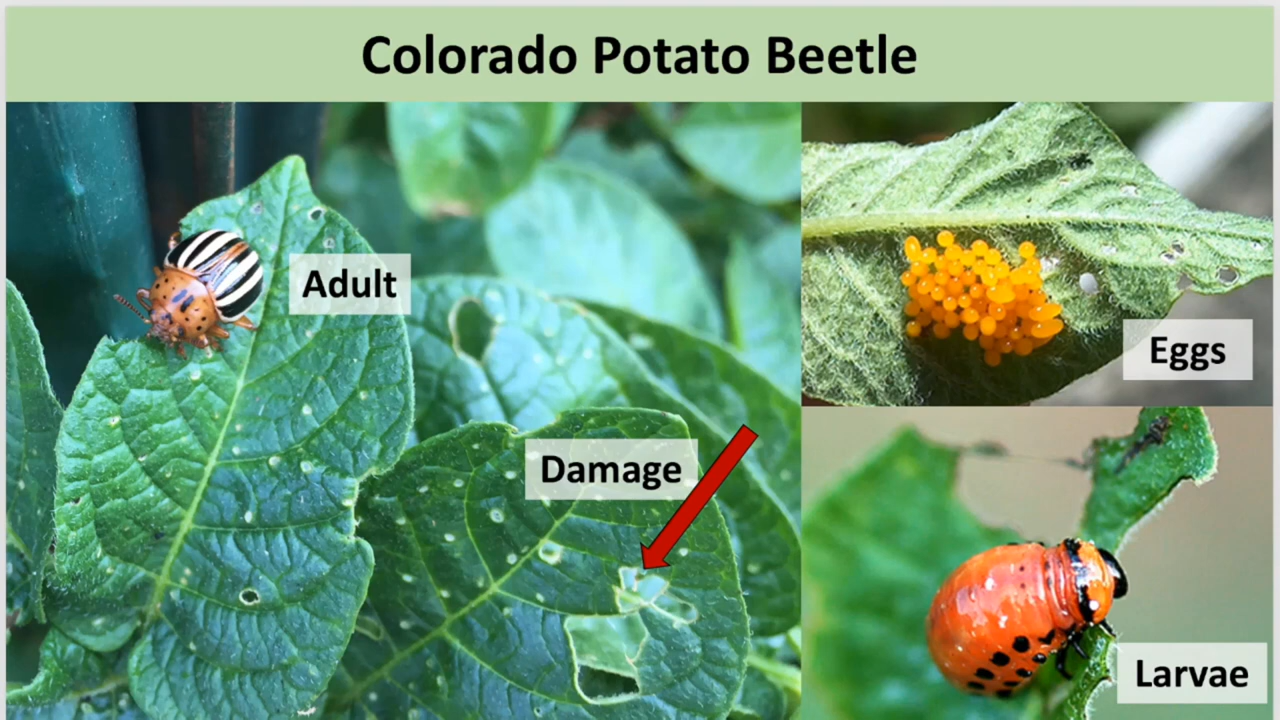 Colorado Potato Beetle
Adult
Damage
Eggs
Larvae